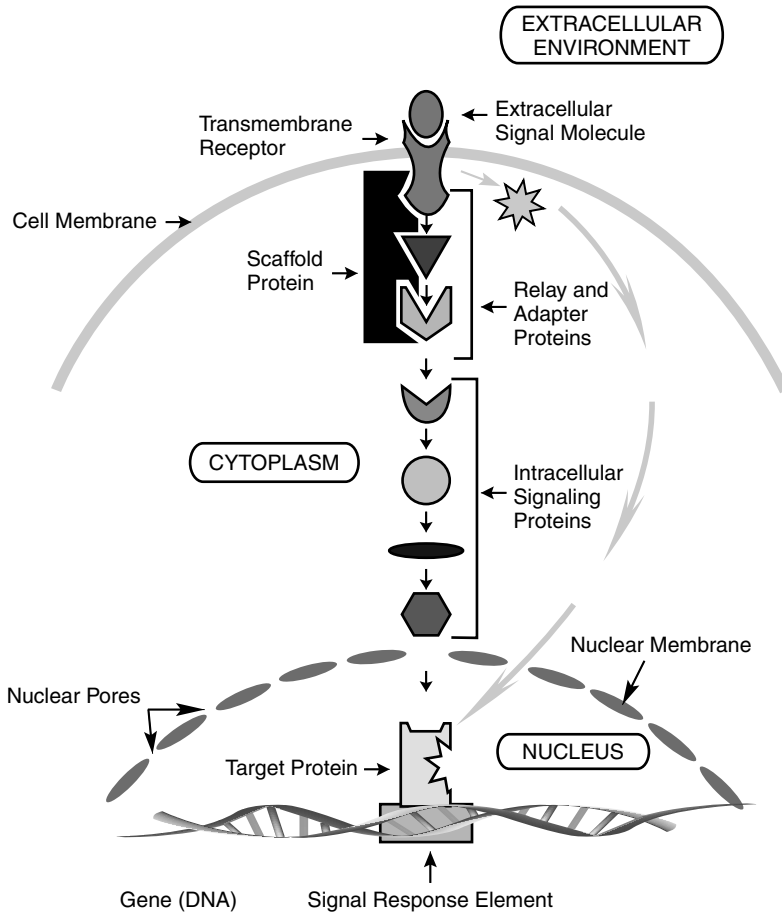 EXTRACELLULAR
ENVIRONMENT
Extracellular
Signal Molecule
Transmembrane
Receptor
Cell Membrane
Scaffold
Protein
Relay and
Adapter
Proteins
CYTOPLASM
Intracellular
Signaling
Proteins
Nuclear Membrane
Nuclear Pores
Target Protein
NUCLEUS
Gene (DNA)
Signal Response Element